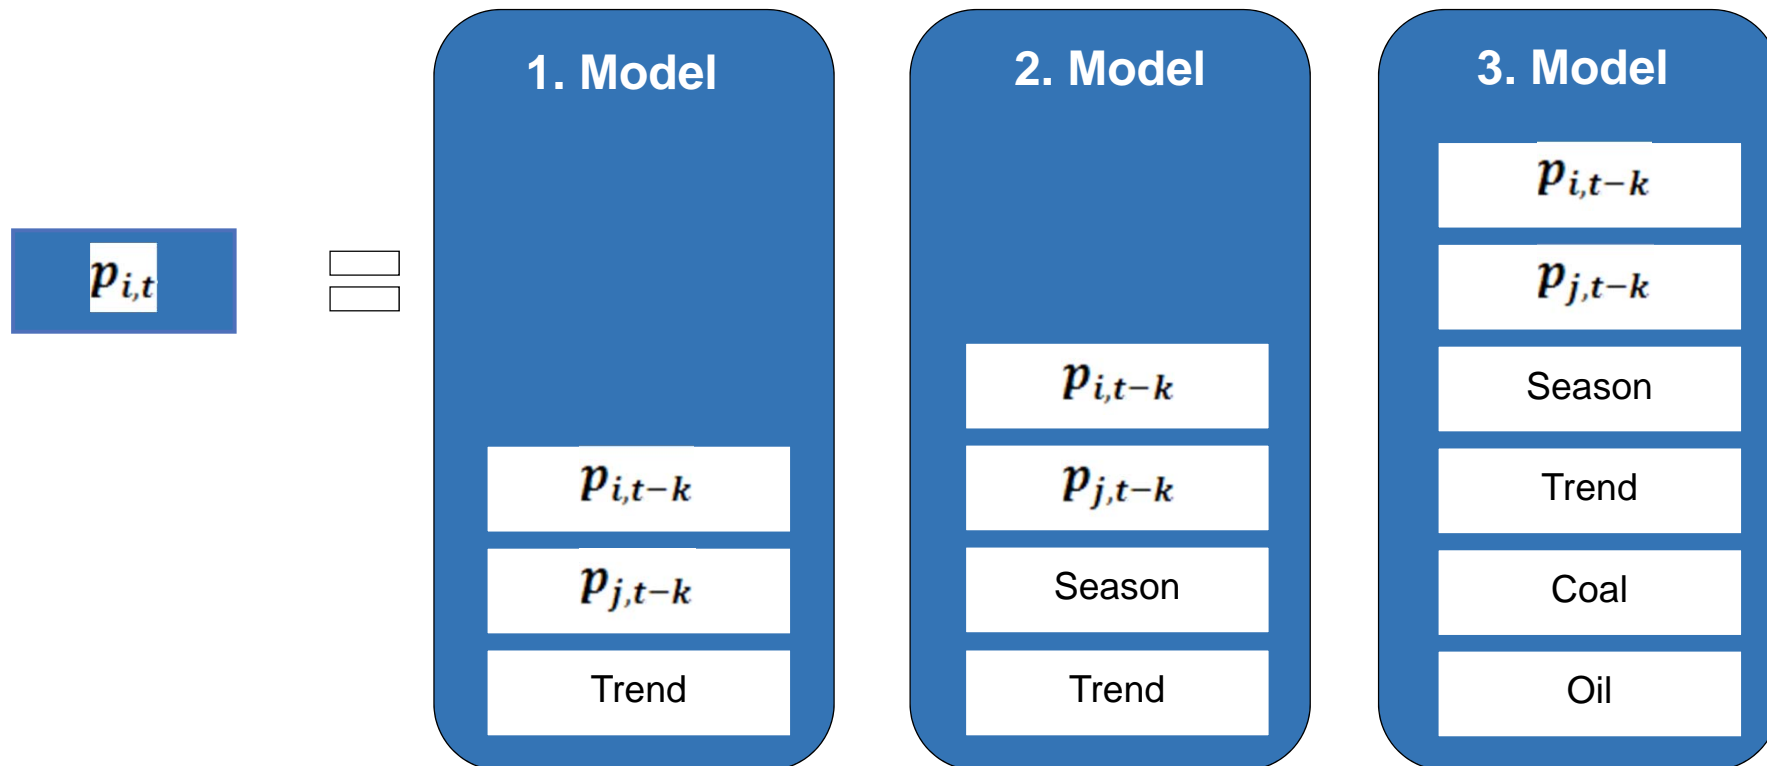 p_{i,t}
=
1. Model
p_{i,t−k}
p_{j,t−k}
Trend
2. Model
p_{i,t−k}
p_{j,t−k}
Season
Trend
3. Model
p_{i,t−k}
p_{j,t−k}
Season
Trend
Coal
Oil